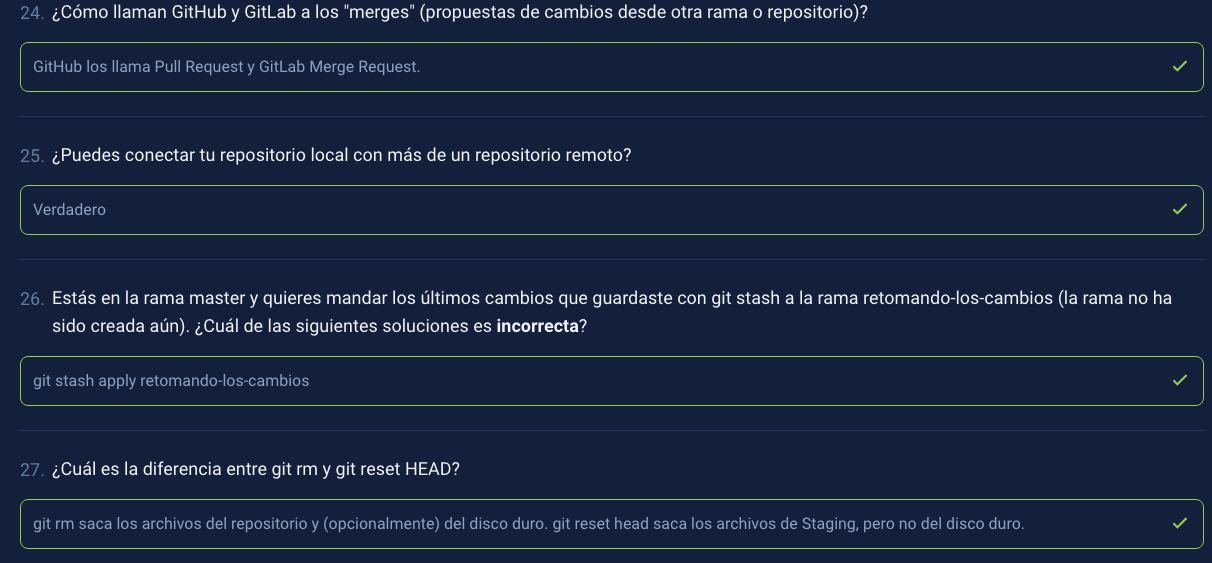 24. ¿Cómo llaman GitHub y GitLab a los "merges" (propuestas de cambios desde otra rama o repositorio)?
GitHub los llama Pull Request y GitLab Merge Request.
25. ¿Puedes conectar tu repositorio local con más de un repositorio remoto?
Verdadero
26. Estás en la rama master y quieres mandar los últimos cambios que guardaste con git stash a la rama retomando-los-cambios (la rama no ha
sido creada aún). ¿Cuál de las siguientes soluciones es incorrecta?
git stash apply retomando-los-cambios
27. ¿Cuál es la diferencia entre git rm y git reset HEAD?
git rm saca los archivos del repositorio y (opcionalmente) del disco duro. git reset head saca los archivos de Staging, pero no del disco duro.